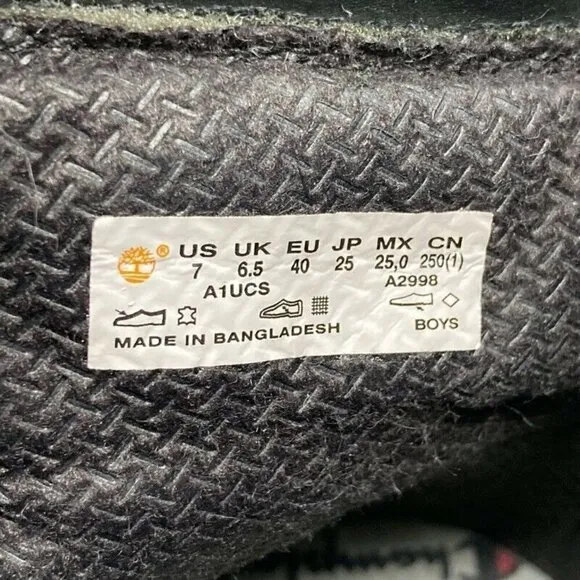 ® US UK EU JP MX CN
7 6.5 40 25 25,0 250(1)
A1UCS A2998
MADE IN BANGLADESH BOYS